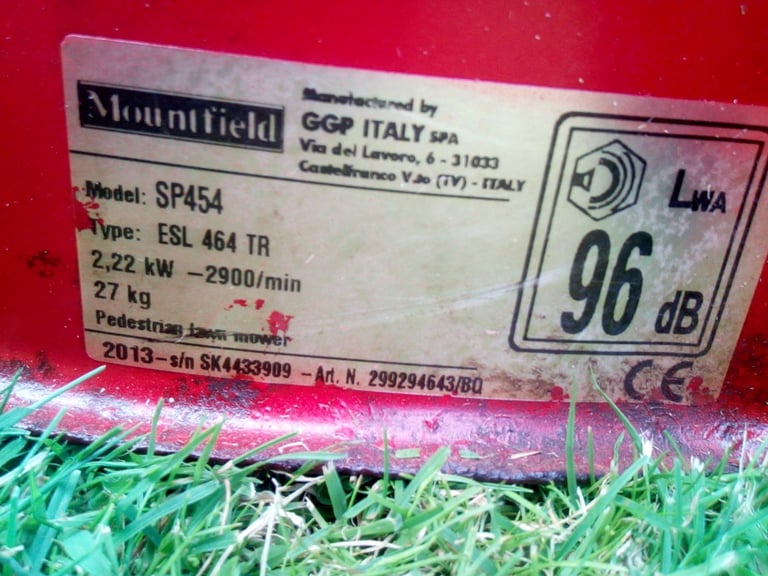 Mountfield
Manufactured by
GGP ITALY SPA
Via del Lavoro, 6 - 31033
Castelfranco V.to (TV) - ITALY
Model: SP454
Type: ESL 464 TR
2,22 kW -2900/min
27 kg
Pedestrian lawn mower
2013-s/n SK4433909 -Art. N. 299294643/BQ
LWA
96 dB
CE